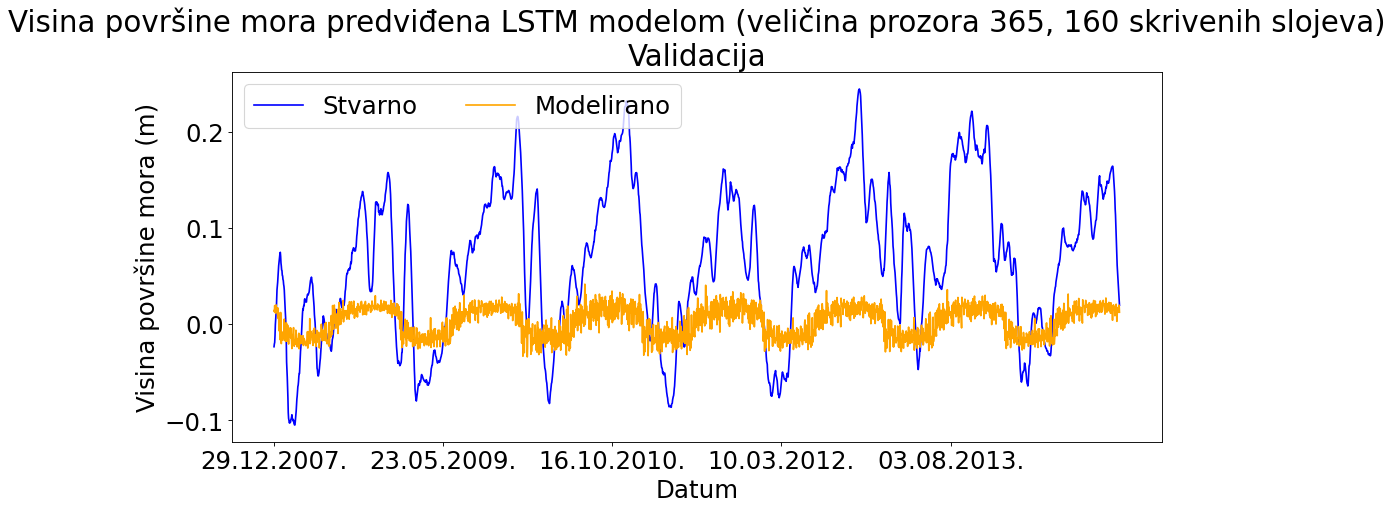 Visina površine mora predviđena LSTM modelom (veličina prozora 365, 160 skrivenih slojeva)
Validacija
Stvarno Modelirano
Visina površine mora (m)
0.2
0.1
0.0
−0.1
29.12.2007. 23.05.2009. 16.10.2010. 10.03.2012. 03.08.2013.
Datum